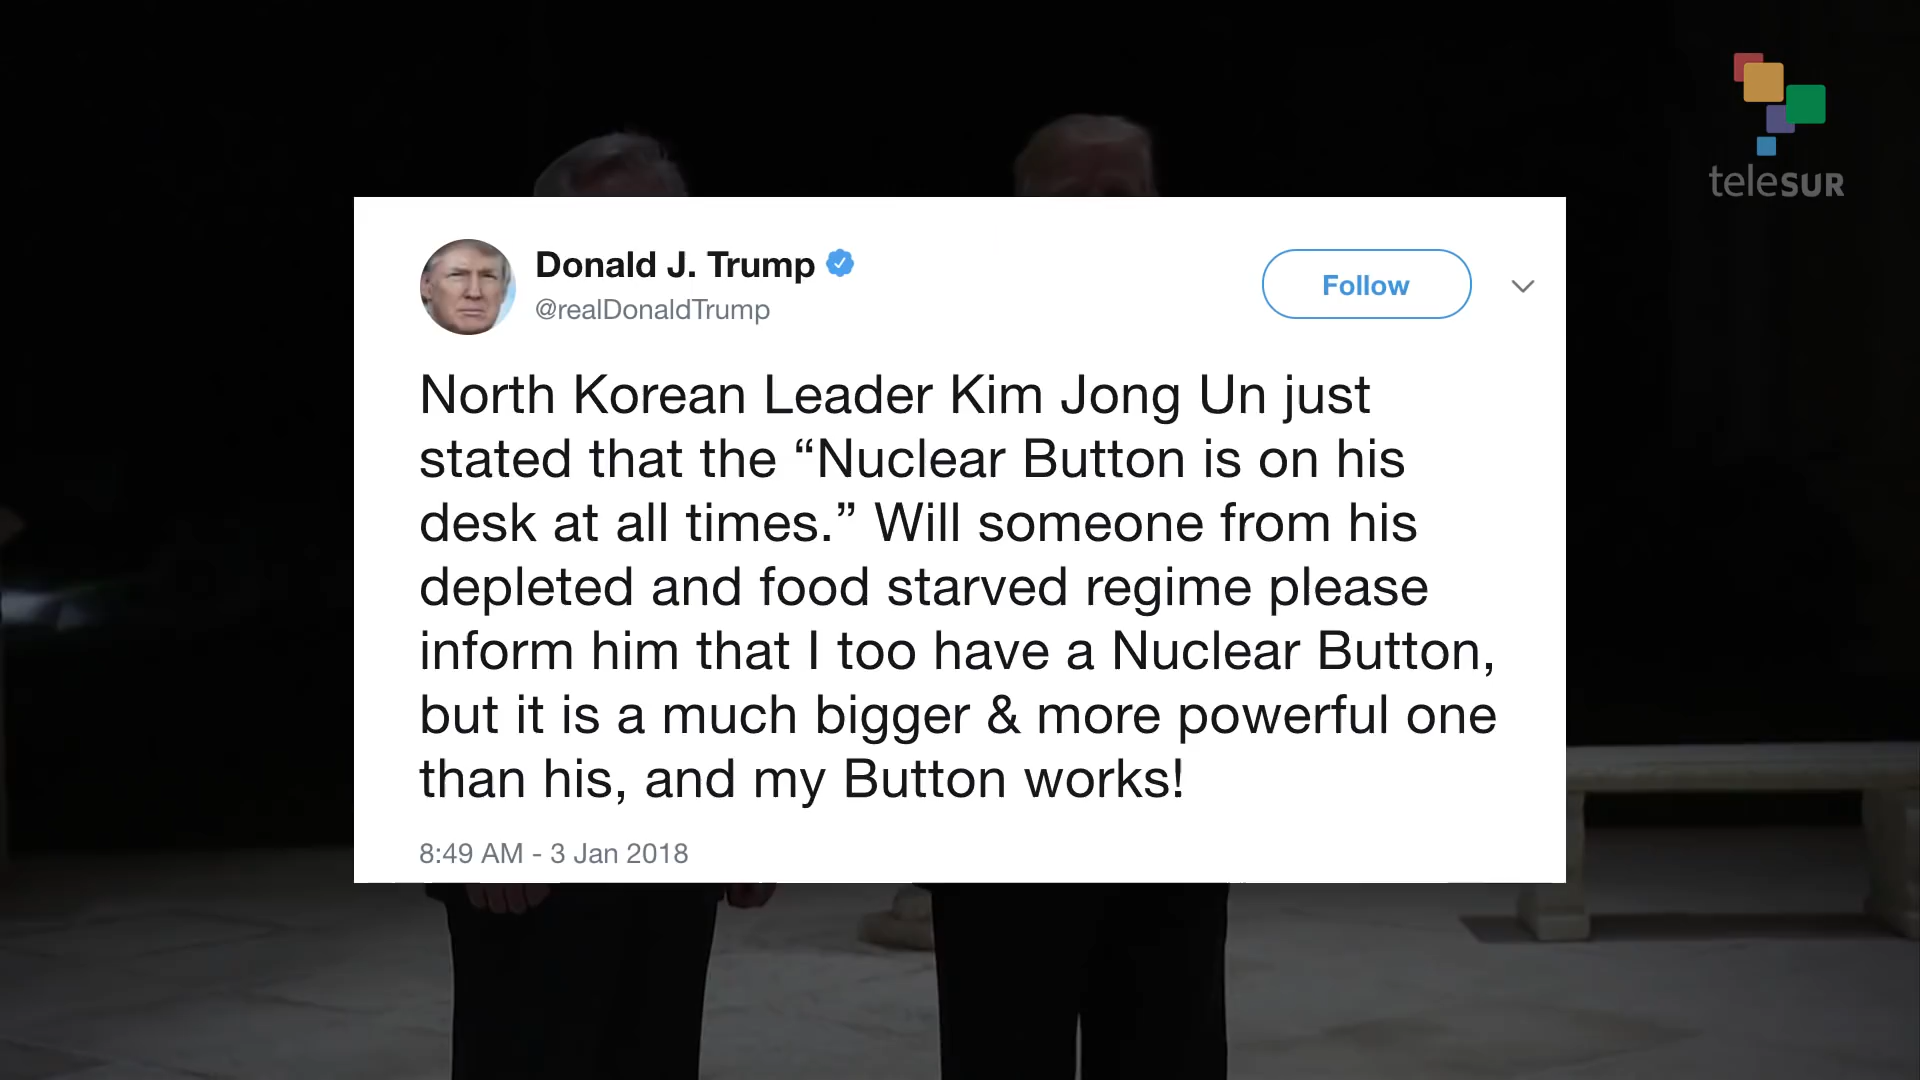 teleSUR
Donald J. Trump
@realDonaldTrump
Follow
North Korean Leader Kim Jong Un just
stated that the “Nuclear Button is on his
desk at all times.” Will someone from his
depleted and food starved regime please
inform him that I too have a Nuclear Button,
but it is a much bigger & more powerful one
than his, and my Button works!
8:49 AM - 3 Jan 2018